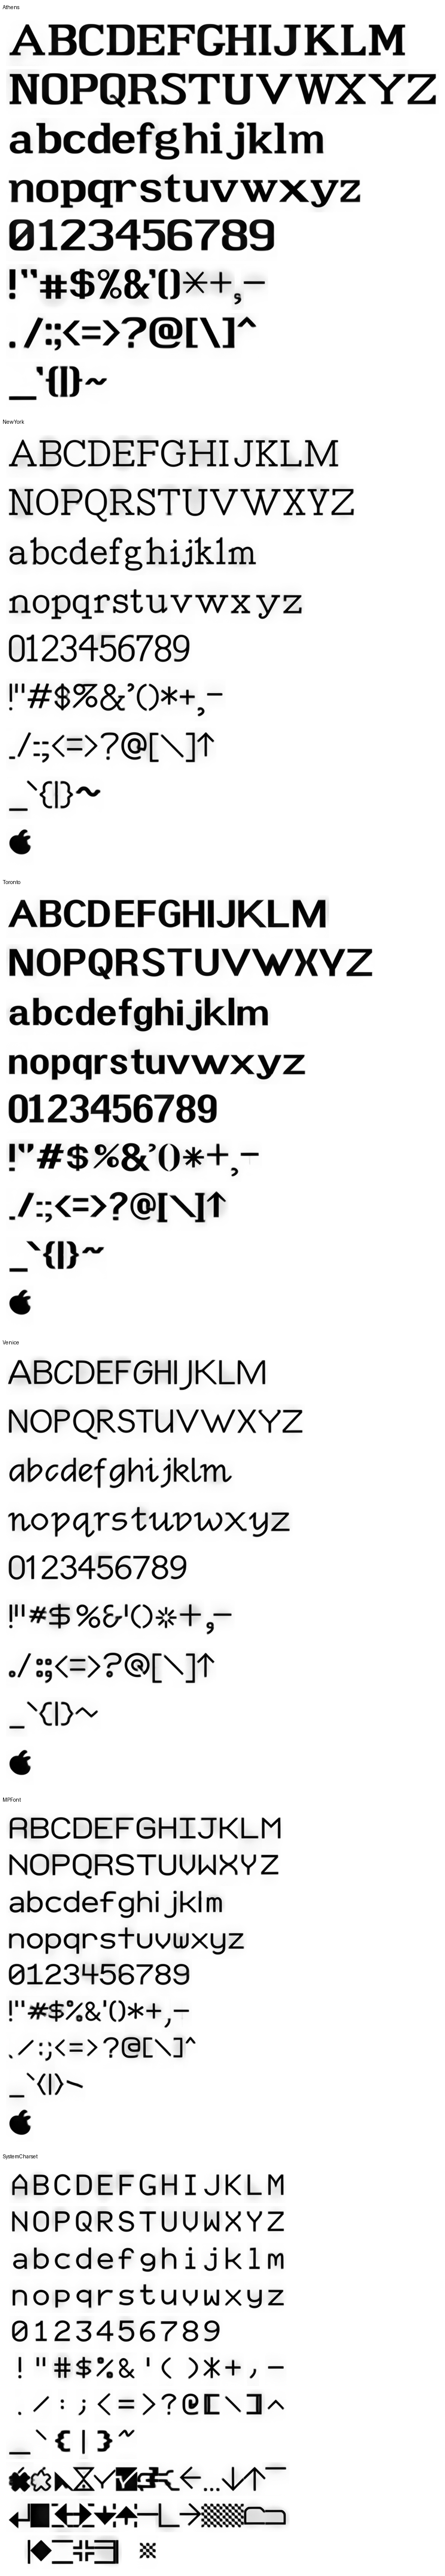 Athens
ABCDEFGHIJKLM
NOPQRSTUVWXYZ
abcdefghijklm
nopqrstuvwxyz
0123456789
!"#$%&'()*+,-
./:;<=>?@[\]^
_`{|}~
NewYork
ABCDEFGHIJKLM
NOPQRSTUVWXYZ
abcdefghijklm
nopqrstuvwxyz
0123456789
!"#$%&'()*+,-
./:;<=>?@[\]↑
_`{|}~
Toronto
ABCDEFGHIJKLM
NOPQRSTUVWXYZ
abcdefghijklm
nopqrstuvwxyz
0123456789
!"#$%&'()*+,-
./:;<=>?@[\]↑
_`{|}~
Venice
ABCDEFGHIJKLM
NOPQRSTUVWXYZ
abcdefghijklm
nopqrstuvwxyz
0123456789
!"#$%&'()*+,-
./:;<=>?@[\]↑
_`{|}~
MPFont
ABCDEFGHIJKLM
NOPQRSTUVWXYZ
abcdefghijklm
nopqrstuvwxyz
0123456789
!"#$%&'()*+,-
./:;<=>?@[\]^
_`{|}~
SystemCharset
ABCDEFGHIJKLM
NOPQRSTUVWXYZ
abcdefghijklm
nopqrstuvwxyz
0123456789
!"#$%&'()*+,-
./:;<=>?@[\]^
_`{|}~